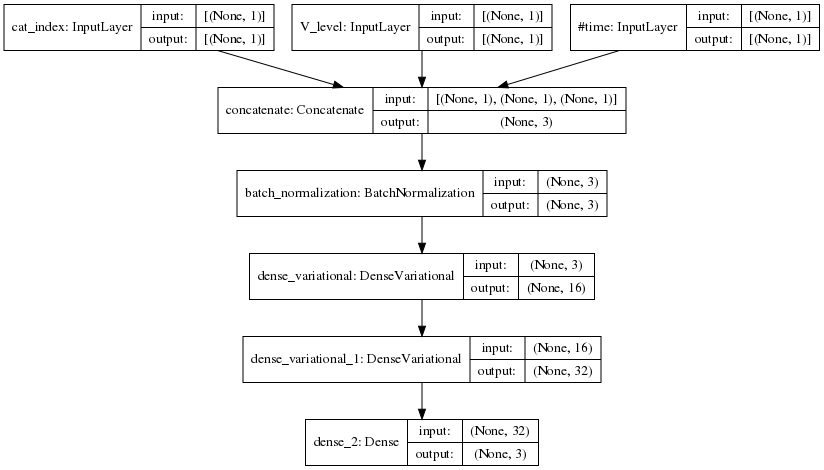 cat_index: InputLayer input: [(None, 1)] output: [(None, 1)]
V_level: InputLayer input: [(None, 1)] output: [(None, 1)]
#time: InputLayer input: [(None, 1)] output: [(None, 1)]
concatenate: Concatenate input: [(None, 1), (None, 1), (None, 1)] output: (None, 3)
batch_normalization: BatchNormalization input: (None, 3) output: (None, 3)
dense_variational: DenseVariational input: (None, 3) output: (None, 16)
dense_variational_1: DenseVariational input: (None, 16) output: (None, 32)
dense_2: Dense input: (None, 32) output: (None, 3)